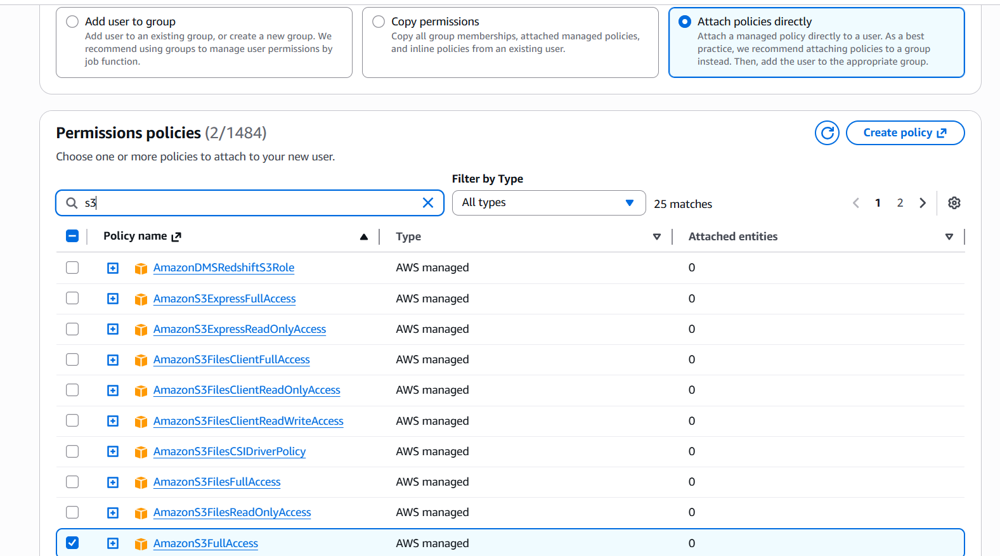 Add user to group
Add user to an existing group, or create a new group. We
recommend using groups to manage user permissions by
job function.
Copy permissions
Copy all group memberships, attached managed policies,
and inline policies from an existing user.
Attach policies directly
Attach a managed policy directly to a user. As a best
practice, we recommend attaching policies to a group
instead. Then, add the user to the appropriate group.
Permissions policies (2/1484)
Create policy
Choose one or more policies to attach to your new user.
Filter by Type
s3
All types
25 matches
1 2
Policy name Type Attached entities
AmazonDMSRedshiftS3Role AWS managed 0
AmazonS3ExpressFullAccess AWS managed 0
AmazonS3ExpressReadOnlyAccess AWS managed 0
AmazonS3FilesClientFullAccess AWS managed 0
AmazonS3FilesClientReadOnlyAccess AWS managed 0
AmazonS3FilesClientReadWriteAccess AWS managed 0
AmazonS3FilesCSIDriverPolicy AWS managed 0
AmazonS3FilesFullAccess AWS managed 0
AmazonS3FilesReadOnlyAccess AWS managed 0
AmazonS3FullAccess AWS managed 0